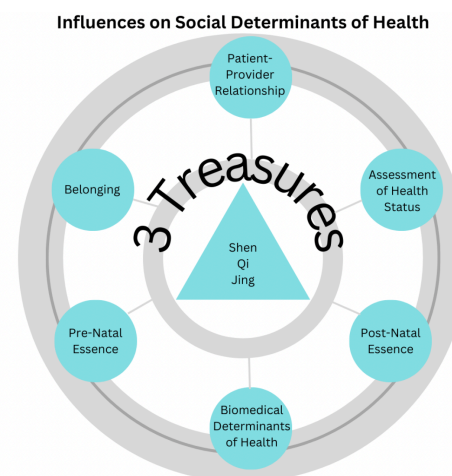 Influences on Social Determinants of Health
Patient-
Provider
Relationship
3 Treasures
Belonging
Assessment
of Health
Status
Shen
Qi
Jing
Pre-Natal
Essence
Post-Natal
Essence
Biomedical
Determinants
of Health